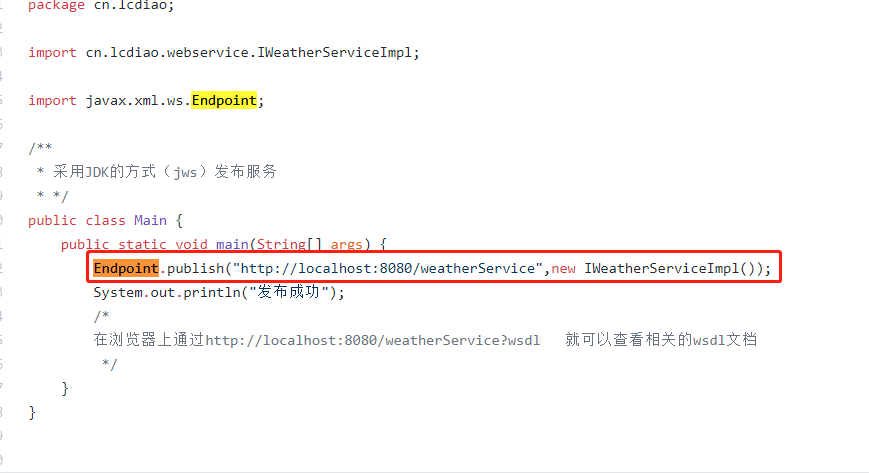 package cn.lcdiao;
import cn.lcdiao.webservice.IWeatherServiceImpl;
import javax.xml.ws.Endpoint;
/**
* 采用JDK的方式（jws）发布服务
* */
public class Main {
public static void main(String[] args) {
Endpoint.publish("http://localhost:8080/weatherService",new IWeatherServiceImpl());
System.out.println("发布成功");
/*
在浏览器上通过http://localhost:8080/weatherService?wsdl 就可以查看相关的wsdl文档
*/
}
}